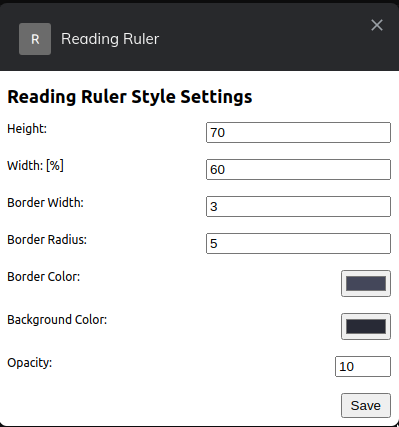 R Reading Ruler
Reading Ruler Style Settings
Height: 70
Width: [%] 60
Border Width: 3
Border Radius: 5
Border Color:
Background Color:
Opacity: 10
Save